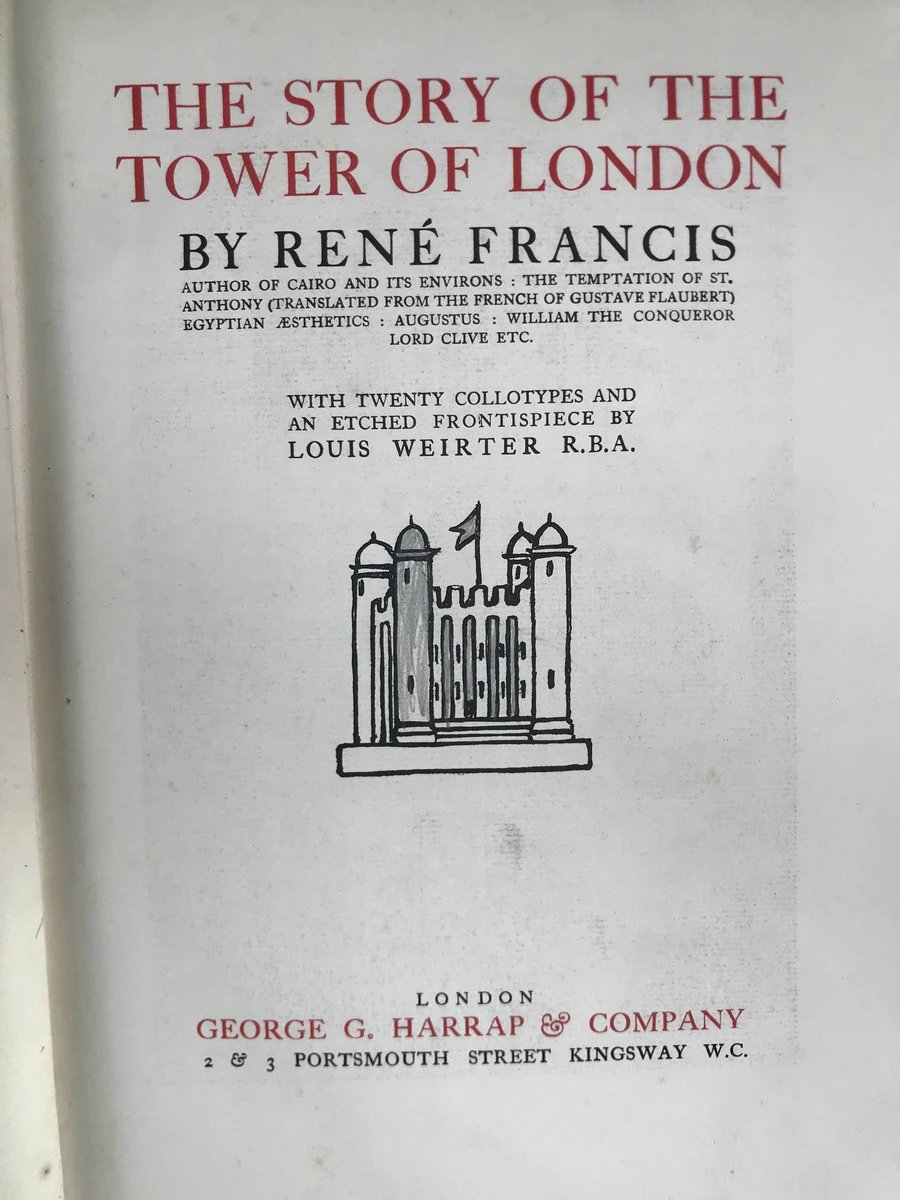 THE STORY OF THE
TOWER OF LONDON
BY RENÉ FRANCIS
AUTHOR OF CAIRO AND ITS ENVIRONS : THE TEMPTATION OF ST.
ANTHONY (TRANSLATED FROM THE FRENCH OF GUSTAVE FLAUBERT)
EGYPTIAN ÆSTHETICS : AUGUSTUS : WILLIAM THE CONQUEROR
LORD CLIVE ETC.
WITH TWENTY COLLOTYPES AND
AN ETCHED FRONTISPIECE BY
LOUIS WEIRTER R.B.A.
LONDON
GEORGE G. HARRAP & COMPANY
2 & 3 PORTSMOUTH STREET KINGSWAY W.C.